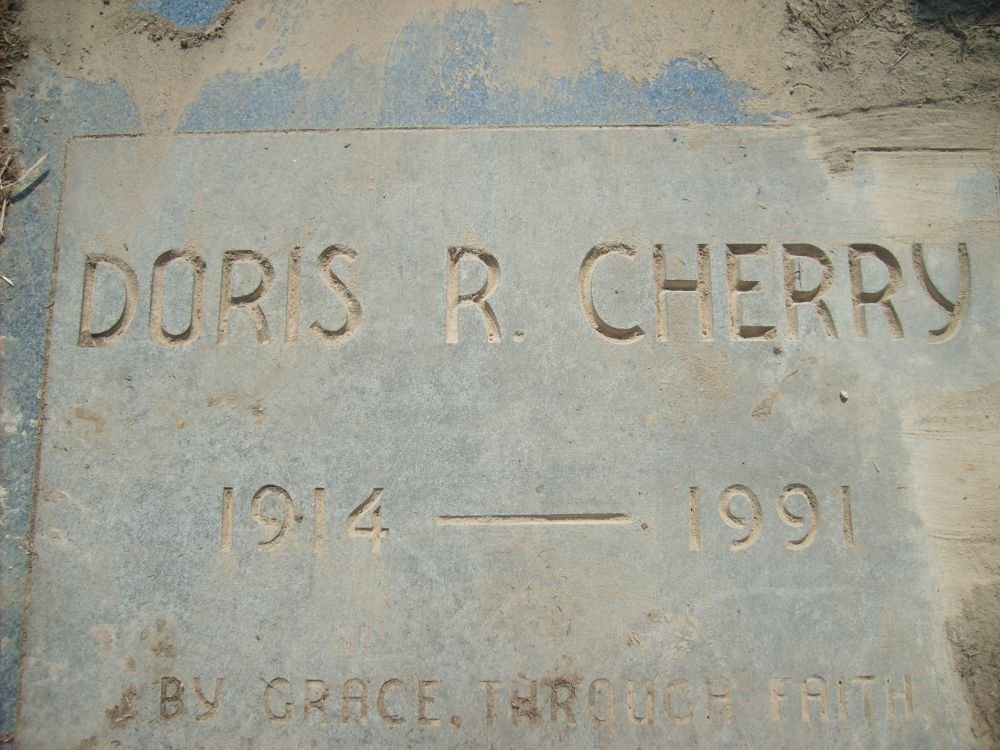 DORIS R. CHERRY
1914 — 1991
BY GRACE, THROUGH FAITH,